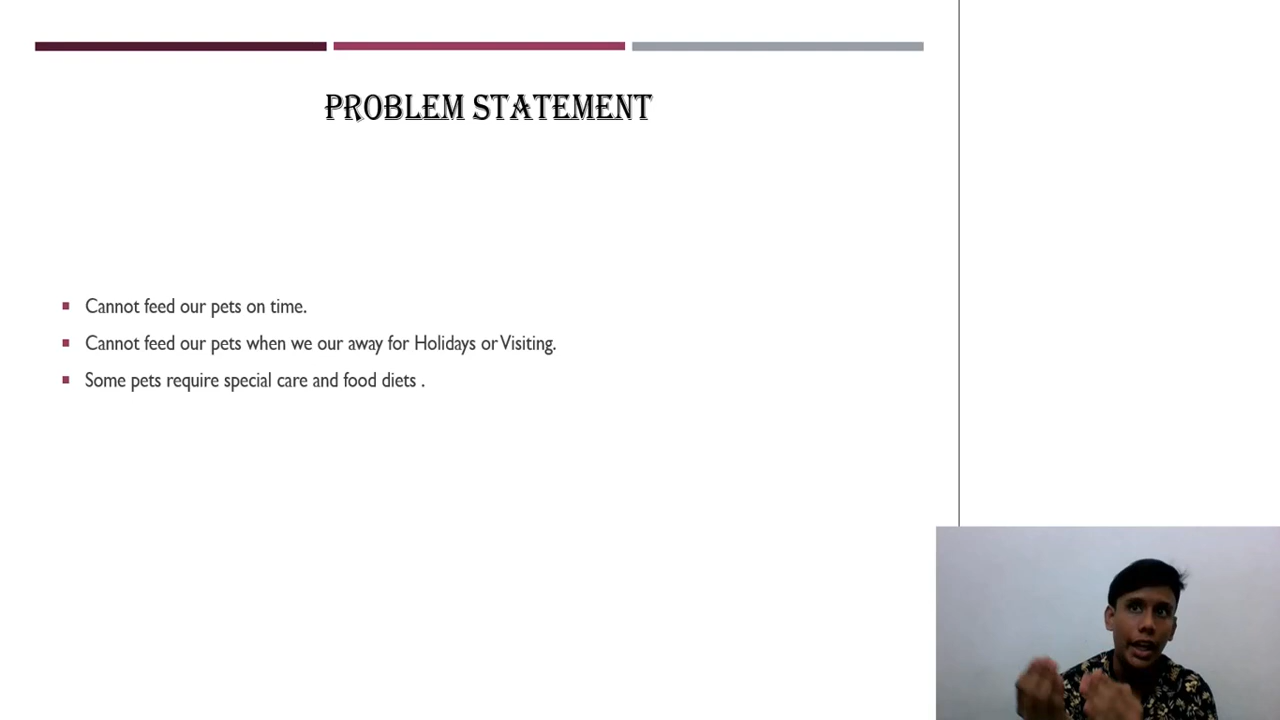 PROBLEM STATEMENT
Cannot feed our pets on time.
Cannot feed our pets when we our away for Holidays or Visiting.
Some pets require special care and food diets .